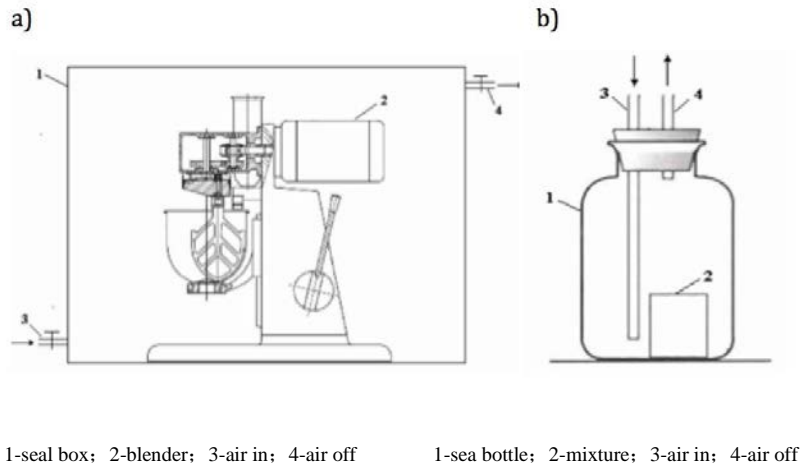 a)
b)
1
2
3
4
1
2
3
4
1-seal box；2-blender；3-air in；4-air off
1-sea bottle；2-mixture；3-air in；4-air off